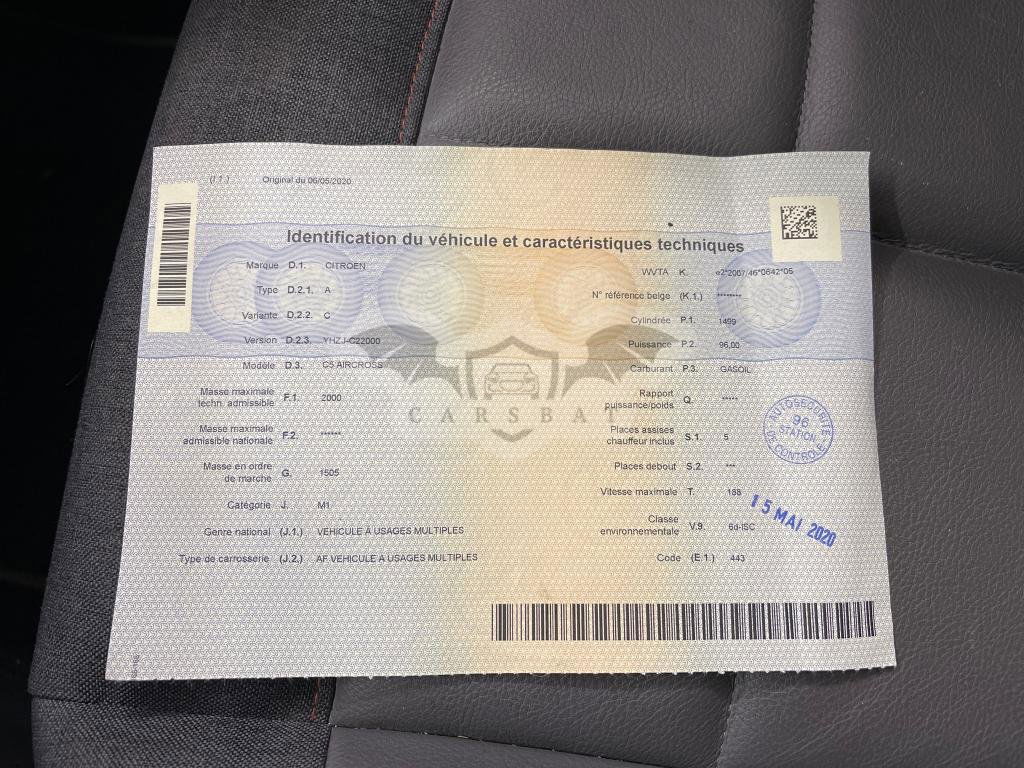 (J.1.) Original du 06/05/2020
Identification du véhicule et caractéristiques techniques
Marque D.1. CITROEN
Type D.2.1. A
Variante D.2.2. C
Version D.2.3. YHZJ-C22000
Modèle D.3. C5 AIRCROSS
Masse maximale
techn. admissible F.1. 2000
Masse maximale
admissible nationale F.2. ******
Masse en ordre
de marche G. 1505
Catégorie J. M1
Genre national (J.1.) VEHICULE À USAGES MULTIPLES
Type de carrosserie (J.2.) AF VEHICULE A USAGES MULTIPLES
WVTA K. e2*2007/46*0642*05
N° référence belge (K.1.) ********
Cylindrée P.1. 1499
Puissance P.2. 96,00
Carburant P.3. GASOIL
Rapport
puissance/poids Q. *****
Places assises
chauffeur inclus S.1. 5
Places debout S.2. ***
Vitesse maximale T. 188
Classe
environnementale V.9. 6d-ISC
Code (E.1.) 443
CARSBAT
AUTOSECURITE
96
STATION
DE CONTROLE
15 MAI 2020